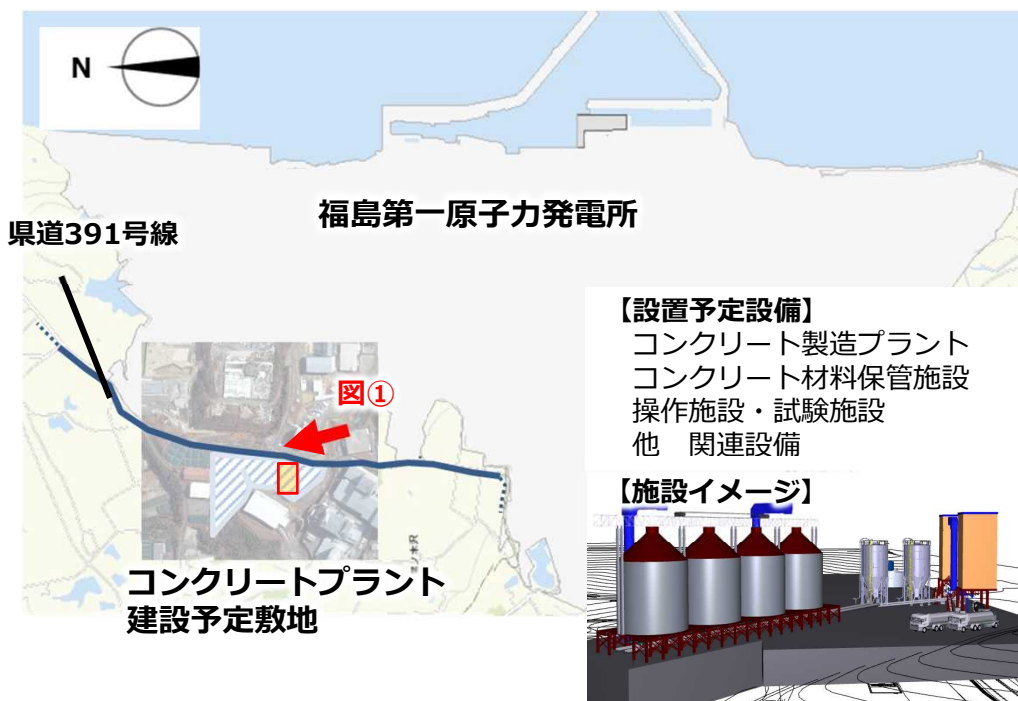 N
福島第一原子力発電所
県道391号線
図①
【設置予定設備】
コンクリート製造プラント
コンクリート材料保管施設
操作施設・試験施設
他　関連設備
【施設イメージ】
コンクリートプラント
建設予定敷地